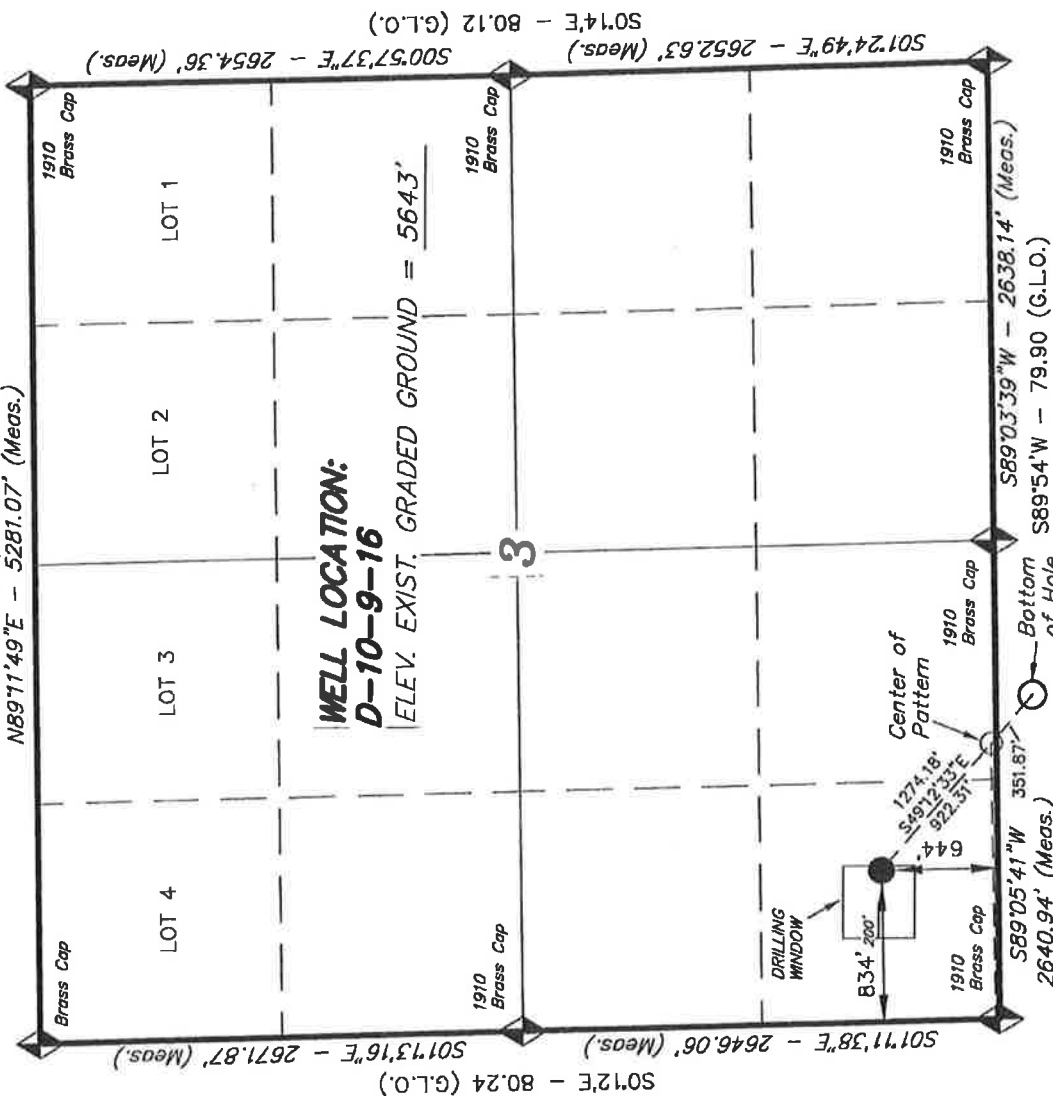 S0°14'E - 80.12 (G.L.O.)
S00°57'37"E - 2654.36' (Meas.)
S01°24'49"E - 2652.63' (Meas.)
N89°11'49"E - 5281.07' (Meas.)
Brass Cap
1910
Brass Cap
LOT 4
LOT 3
LOT 2
LOT 1
WELL LOCATION:
D-10-9-16
ELEV. EXIST. GRADED GROUND = 5643'
1910
Brass Cap
3
1910
Brass Cap
S01°13'16"E - 2671.87' (Meas.)
S01°11'38"E - 2646.06' (Meas.)
S0°12'E - 80.24 (G.L.O.)
DRILLING
WINDOW
834'
200'
644'
1274.18'
S49°12'33"E
922.31'
Center of
Pattern
351.87'
Bottom
of Hole
1910
Brass Cap
1910
Brass Cap
1910
Brass Cap
S89°05'41"W
2640.94' (Meas.)
S89°03'39"W - 2638.14' (Meas.)
S89°54'W - 79.90 (G.L.O.)